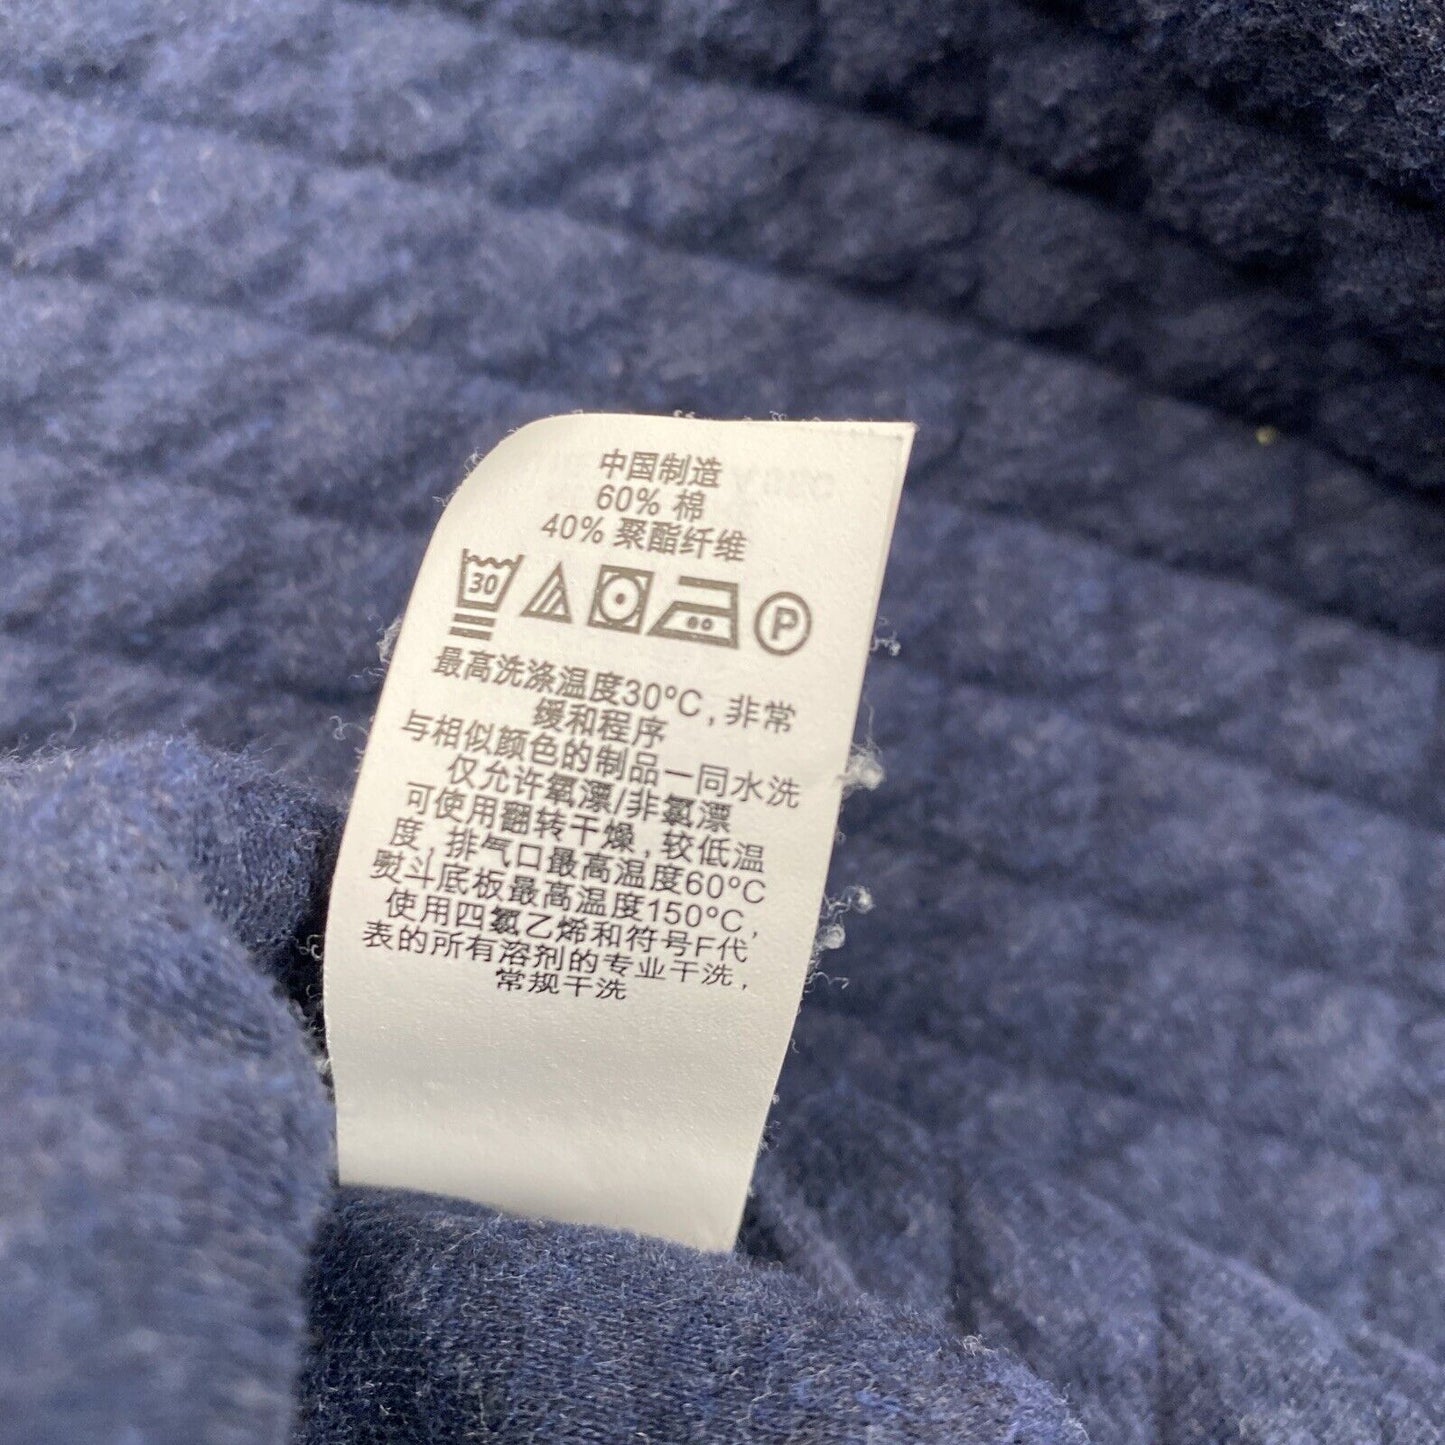 中国制造
60% 棉
40% 聚酯纤维
30 P
最高洗涤温度30°C, 非常
缓和程序
与相似颜色的制品一同水洗
仅允许氧漂/非氯漂
可使用翻转干燥, 较低温
度, 排气口最高温度60°C
熨斗底板最高温度150°C,
使用四氯乙烯和符号F代
表的所有溶剂的专业干洗,
常规干洗